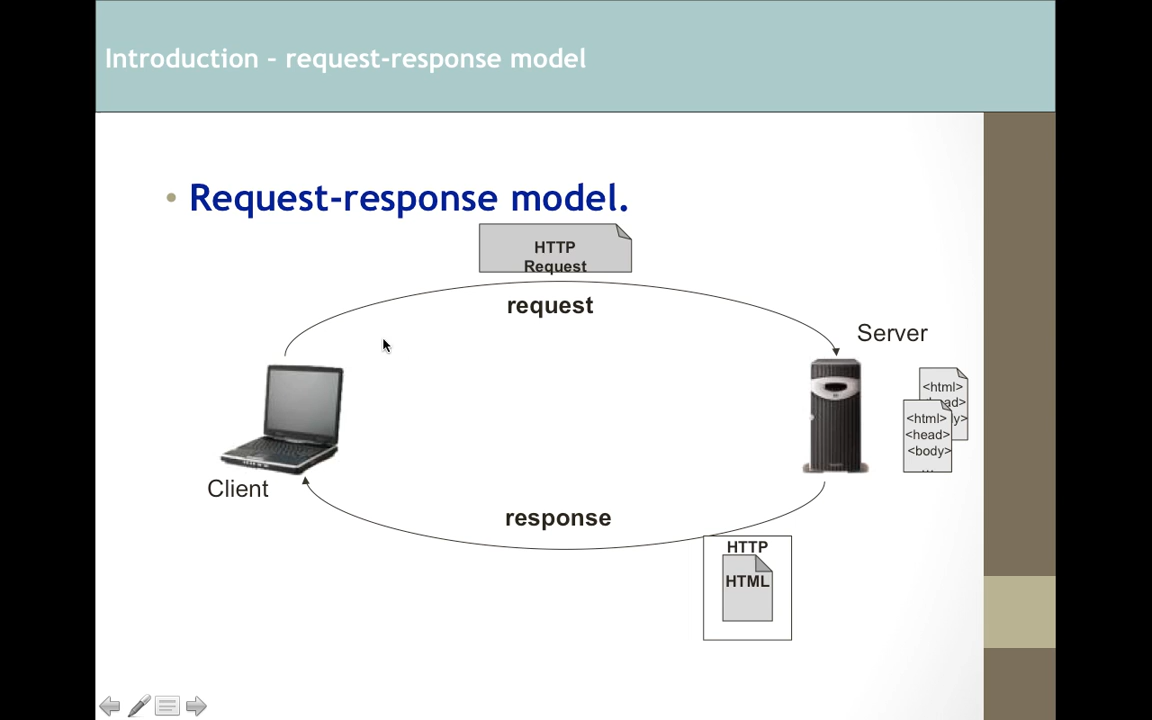 Introduction – request-response model
• Request-response model.
HTTP
Request
request
Server
<html>
ead>
y>
<html>
<head>
<body>
...
Client
response
HTTP
HTML